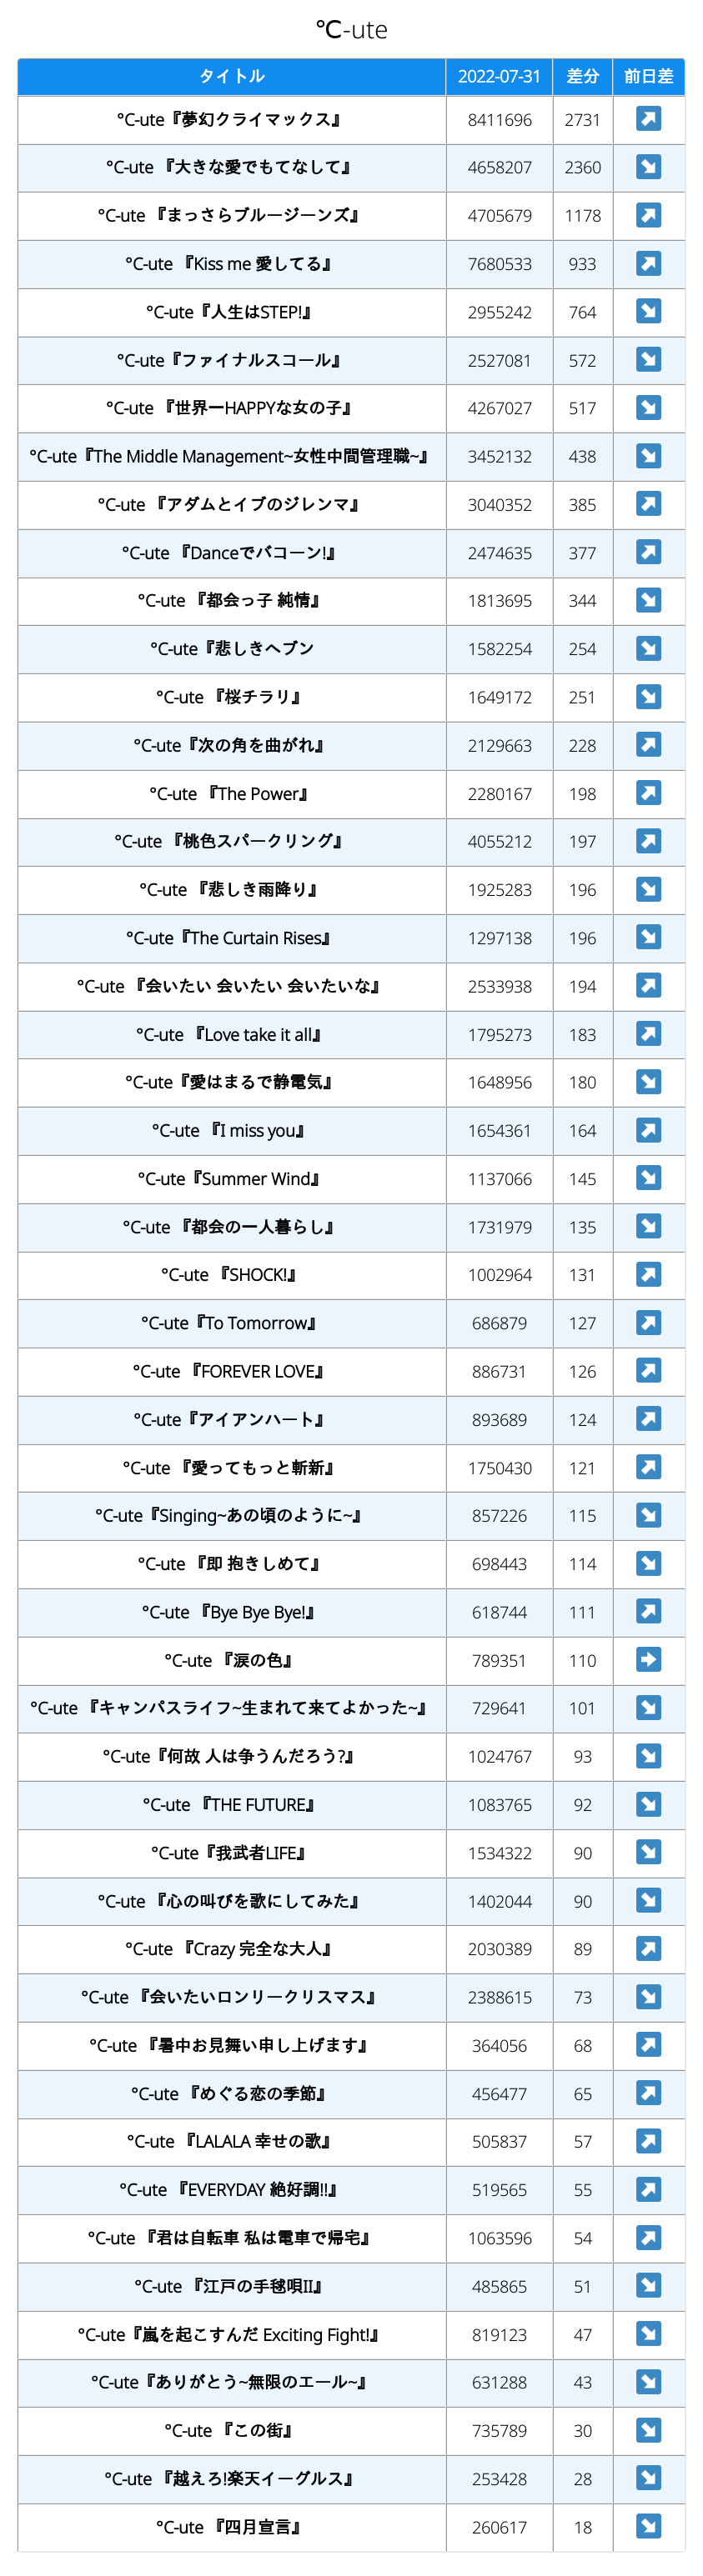 ℃-ute
タイトル 2022-07-31 差分 前日差
°C-ute『夢幻クライマックス』 8411696 2731 ↗
°C-ute 『大きな愛でもてなして』 4658207 2360 ↘
°C-ute 『まっさらブルージーンズ』 4705679 1178 ↗
°C-ute 『Kiss me 愛してる』 7680533 933 ↗
°C-ute『人生はSTEP!』 2955242 764 ↘
°C-ute『ファイナルスコール』 2527081 572 ↘
°C-ute 『世界一HAPPYな女の子』 4267027 517 ↘
°C-ute『The Middle Management~女性中間管理職~』 3452132 438 ↘
°C-ute 『アダムとイブのジレンマ』 3040352 385 ↗
°C-ute 『Danceでバコーン!』 2474635 377 ↗
°C-ute 『都会っ子 純情』 1813695 344 ↘
°C-ute『悲しきヘブン 1582254 254 ↘
°C-ute 『桜チラリ』 1649172 251 ↘
°C-ute『次の角を曲がれ』 2129663 228 ↗
°C-ute 『The Power』 2280167 198 ↗
°C-ute 『桃色スパークリング』 4055212 197 ↗
°C-ute 『悲しき雨降り』 1925283 196 ↘
°C-ute『The Curtain Rises』 1297138 196 ↘
°C-ute 『会いたい 会いたい 会いたいな』 2533938 194 ↗
°C-ute 『Love take it all』 1795273 183 ↗
°C-ute『愛はまるで静電気』 1648956 180 ↘
°C-ute 『I miss you』 1654361 164 ↗
°C-ute『Summer Wind』 1137066 145 ↘
°C-ute 『都会の一人暮らし』 1731979 135 ↘
°C-ute 『SHOCK!』 1002964 131 ↗
°C-ute『To Tomorrow』 686879 127 ↗
°C-ute 『FOREVER LOVE』 886731 126 ↗
°C-ute『アイアンハート』 893689 124 ↗
°C-ute 『愛ってもっと斬新』 1750430 121 ↗
°C-ute『Singing~あの頃のように~』 857226 115 ↘
°C-ute 『即 抱きしめて』 698443 114 ↘
°C-ute 『Bye Bye Bye!』 618744 111 ↗
°C-ute 『涙の色』 789351 110 →
°C-ute 『キャンパスライフ~生まれて来てよかった~』 729641 101 ↘
°C-ute『何故 人は争うんだろう?』 1024767 93 ↘
°C-ute 『THE FUTURE』 1083765 92 ↘
°C-ute『我武者LIFE』 1534322 90 ↘
°C-ute 『心の叫びを歌にしてみた』 1402044 90 ↘
°C-ute 『Crazy 完全な大人』 2030389 89 ↗
°C-ute 『会いたいロンリークリスマス』 2388615 73 ↘
°C-ute 『暑中お見舞い申し上げます』 364056 68 ↗
°C-ute 『めぐる恋の季節』 456477 65 ↗
°C-ute 『LALALA 幸せの歌』 505837 57 ↗
°C-ute 『EVERYDAY 絶好調!!』 519565 55 ↗
°C-ute 『君は自転車 私は電車で帰宅』 1063596 54 ↗
°C-ute 『江戸の手毬唄II』 485865 51 ↘
°C-ute『嵐を起こすんだ Exciting Fight!』 819123 47 ↘
°C-ute『ありがとう~無限のエール~』 631288 43 ↘
°C-ute 『この街』 735789 30 ↘
°C-ute 『越えろ!楽天イーグルス』 253428 28 ↘
°C-ute 『四月宣言』 260617 18 ↘